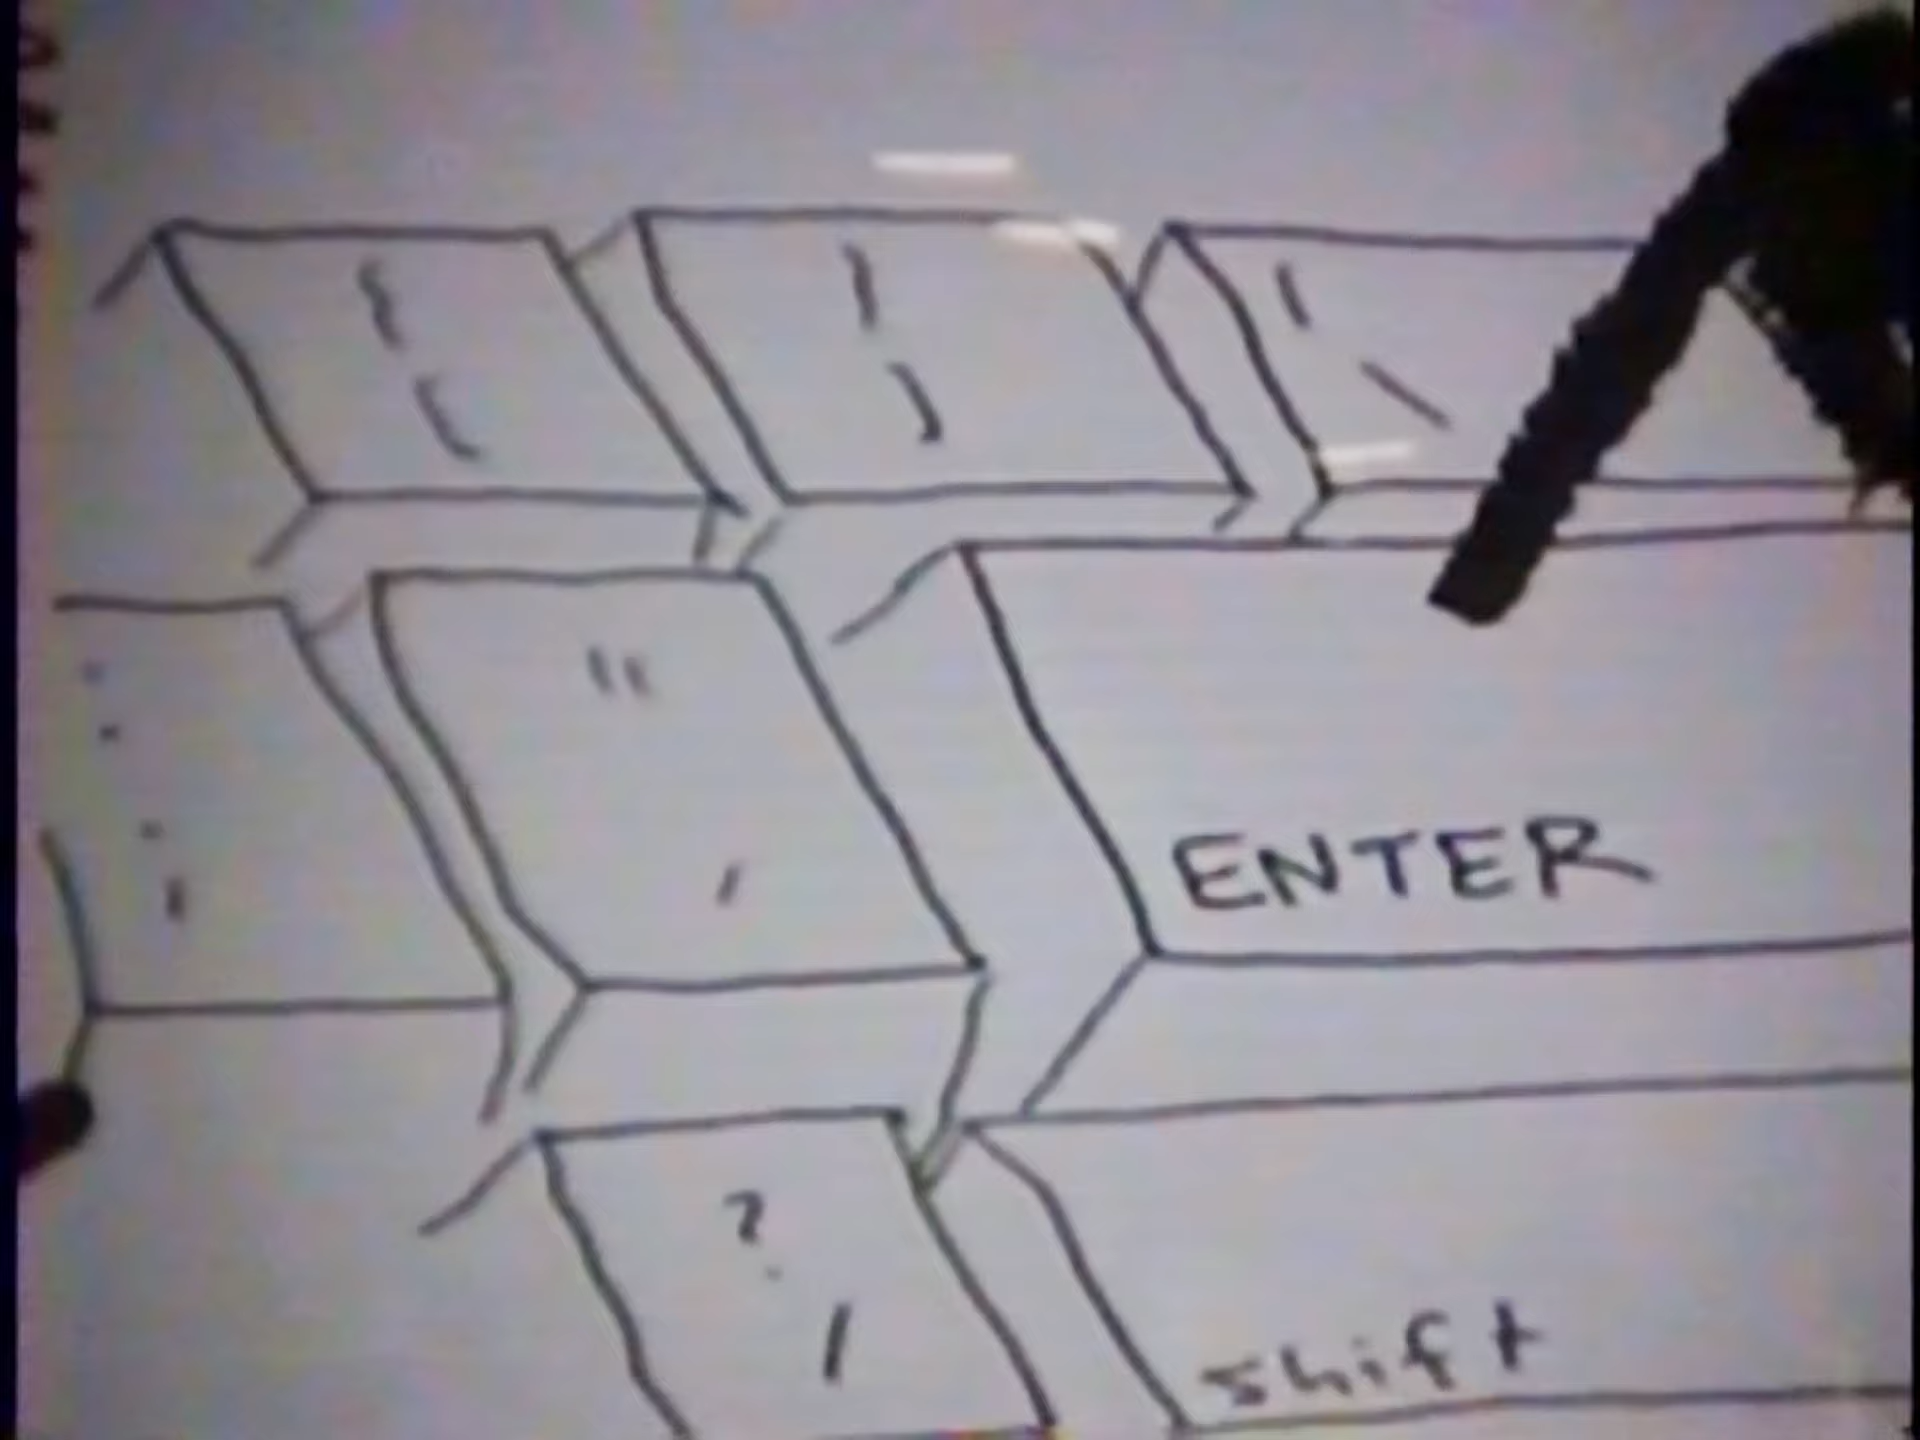 { } |
[ ] \
: " ENTER
; '
? shift
/